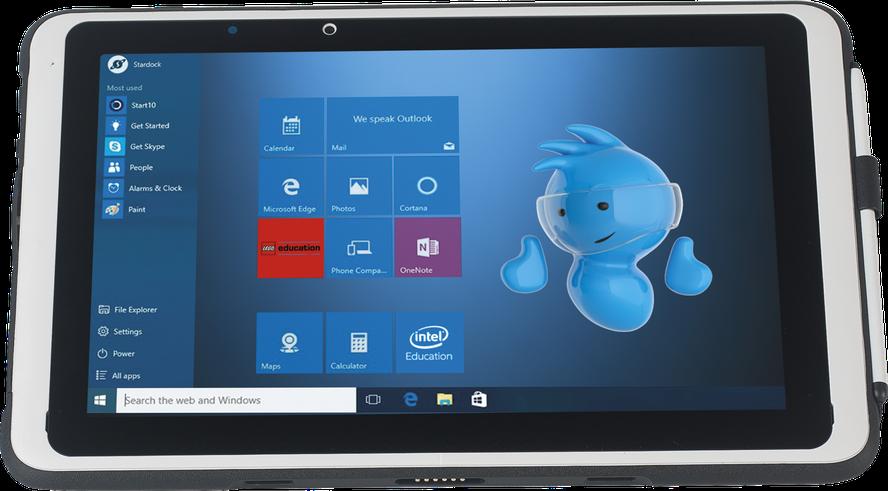 Stardock
Most used
Start10
Get Started
Get Skype
People
Alarms & Clock
Paint
File Explorer
Settings
Power
All apps
We speak Outlook
Calendar
Mail
Microsoft Edge
Photos
Cortana
LEGO education
Phone Compa...
OneNote
Maps
Calculator
intel
Education
Search the web and Windows